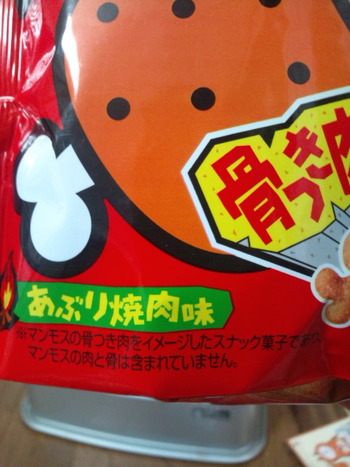 骨つき肉
あぶり焼肉味
※マンモスの骨つき肉をイメージしたスナック菓子であり、
マンモスの肉と骨は含まれていません。